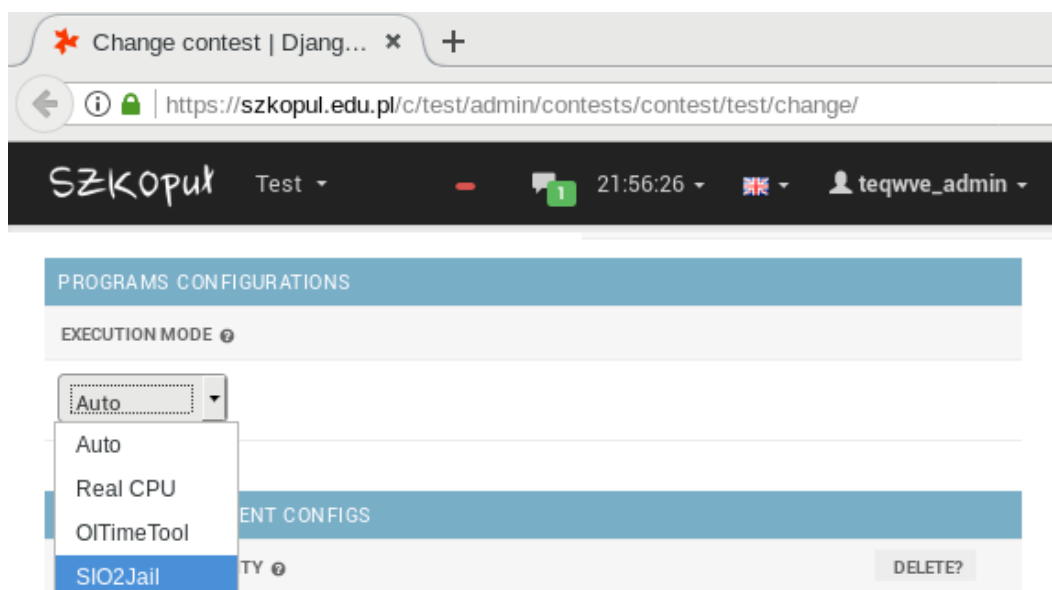 Change contest | Djang...
https://szkopul.edu.pl/c/test/admin/contests/contest/test/change/
SZKOpuł Test 1 21:56:26 teqwve_admin
PROGRAMS CONFIGURATIONS
EXECUTION MODE
Auto
Auto
Real CPU
OITimeTool
ENT CONFIGS
SIO2Jail
TY
DELETE?